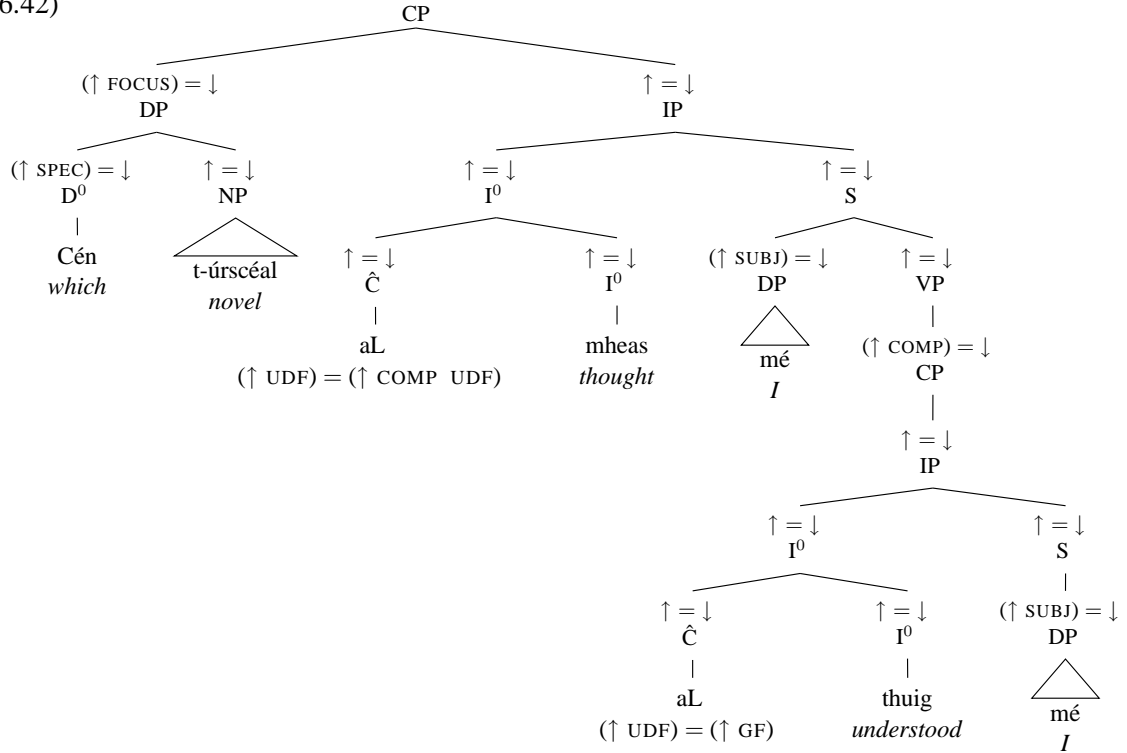 6.42)
CP
(↑ FOCUS) = ↓ ↑ = ↓
DP IP
(↑ SPEC) = ↓ ↑ = ↓ ↑ = ↓ ↑ = ↓
D⁰ NP I⁰ S
Cén t-úrscéal ↑ = ↓ ↑ = ↓ (↑ SUBJ) = ↓ ↑ = ↓
which novel Ĉ I⁰ DP VP
aL mheas mé (↑ COMP) = ↓
(↑ UDF) = (↑ COMP UDF) thought I CP
↑ = ↓
IP
↑ = ↓ ↑ = ↓
I⁰ S
↑ = ↓ ↑ = ↓ (↑ SUBJ) = ↓
Ĉ I⁰ DP
aL thuig mé
(↑ UDF) = (↑ GF) understood I